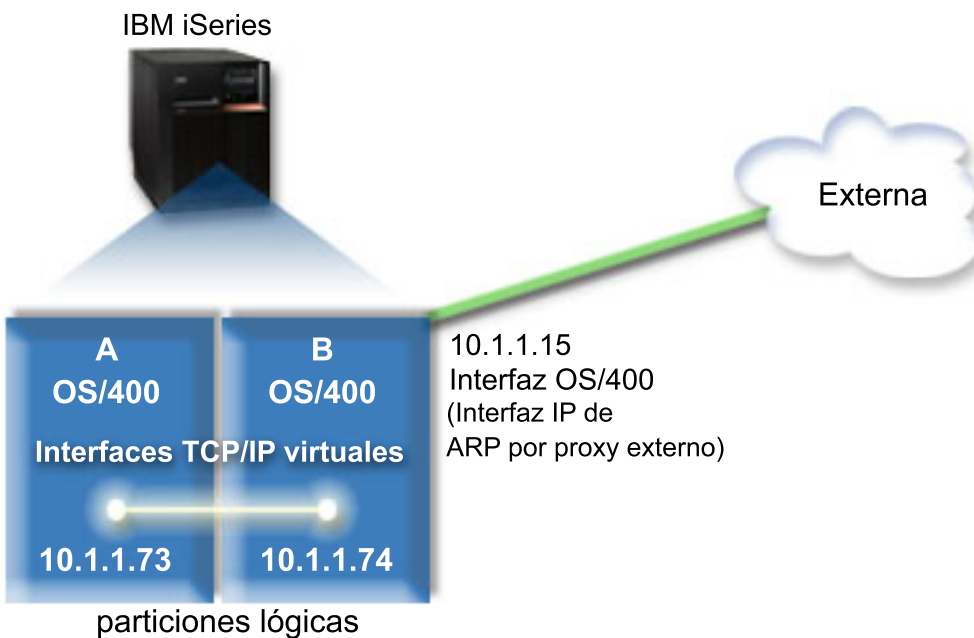 IBM iSeries
Externa
A
OS/400
B
OS/400
10.1.1.15
Interfaz OS/400
(Interfaz IP de
ARP por proxy externo)
Interfaces TCP/IP virtuales
10.1.1.73
10.1.1.74
particiones lógicas